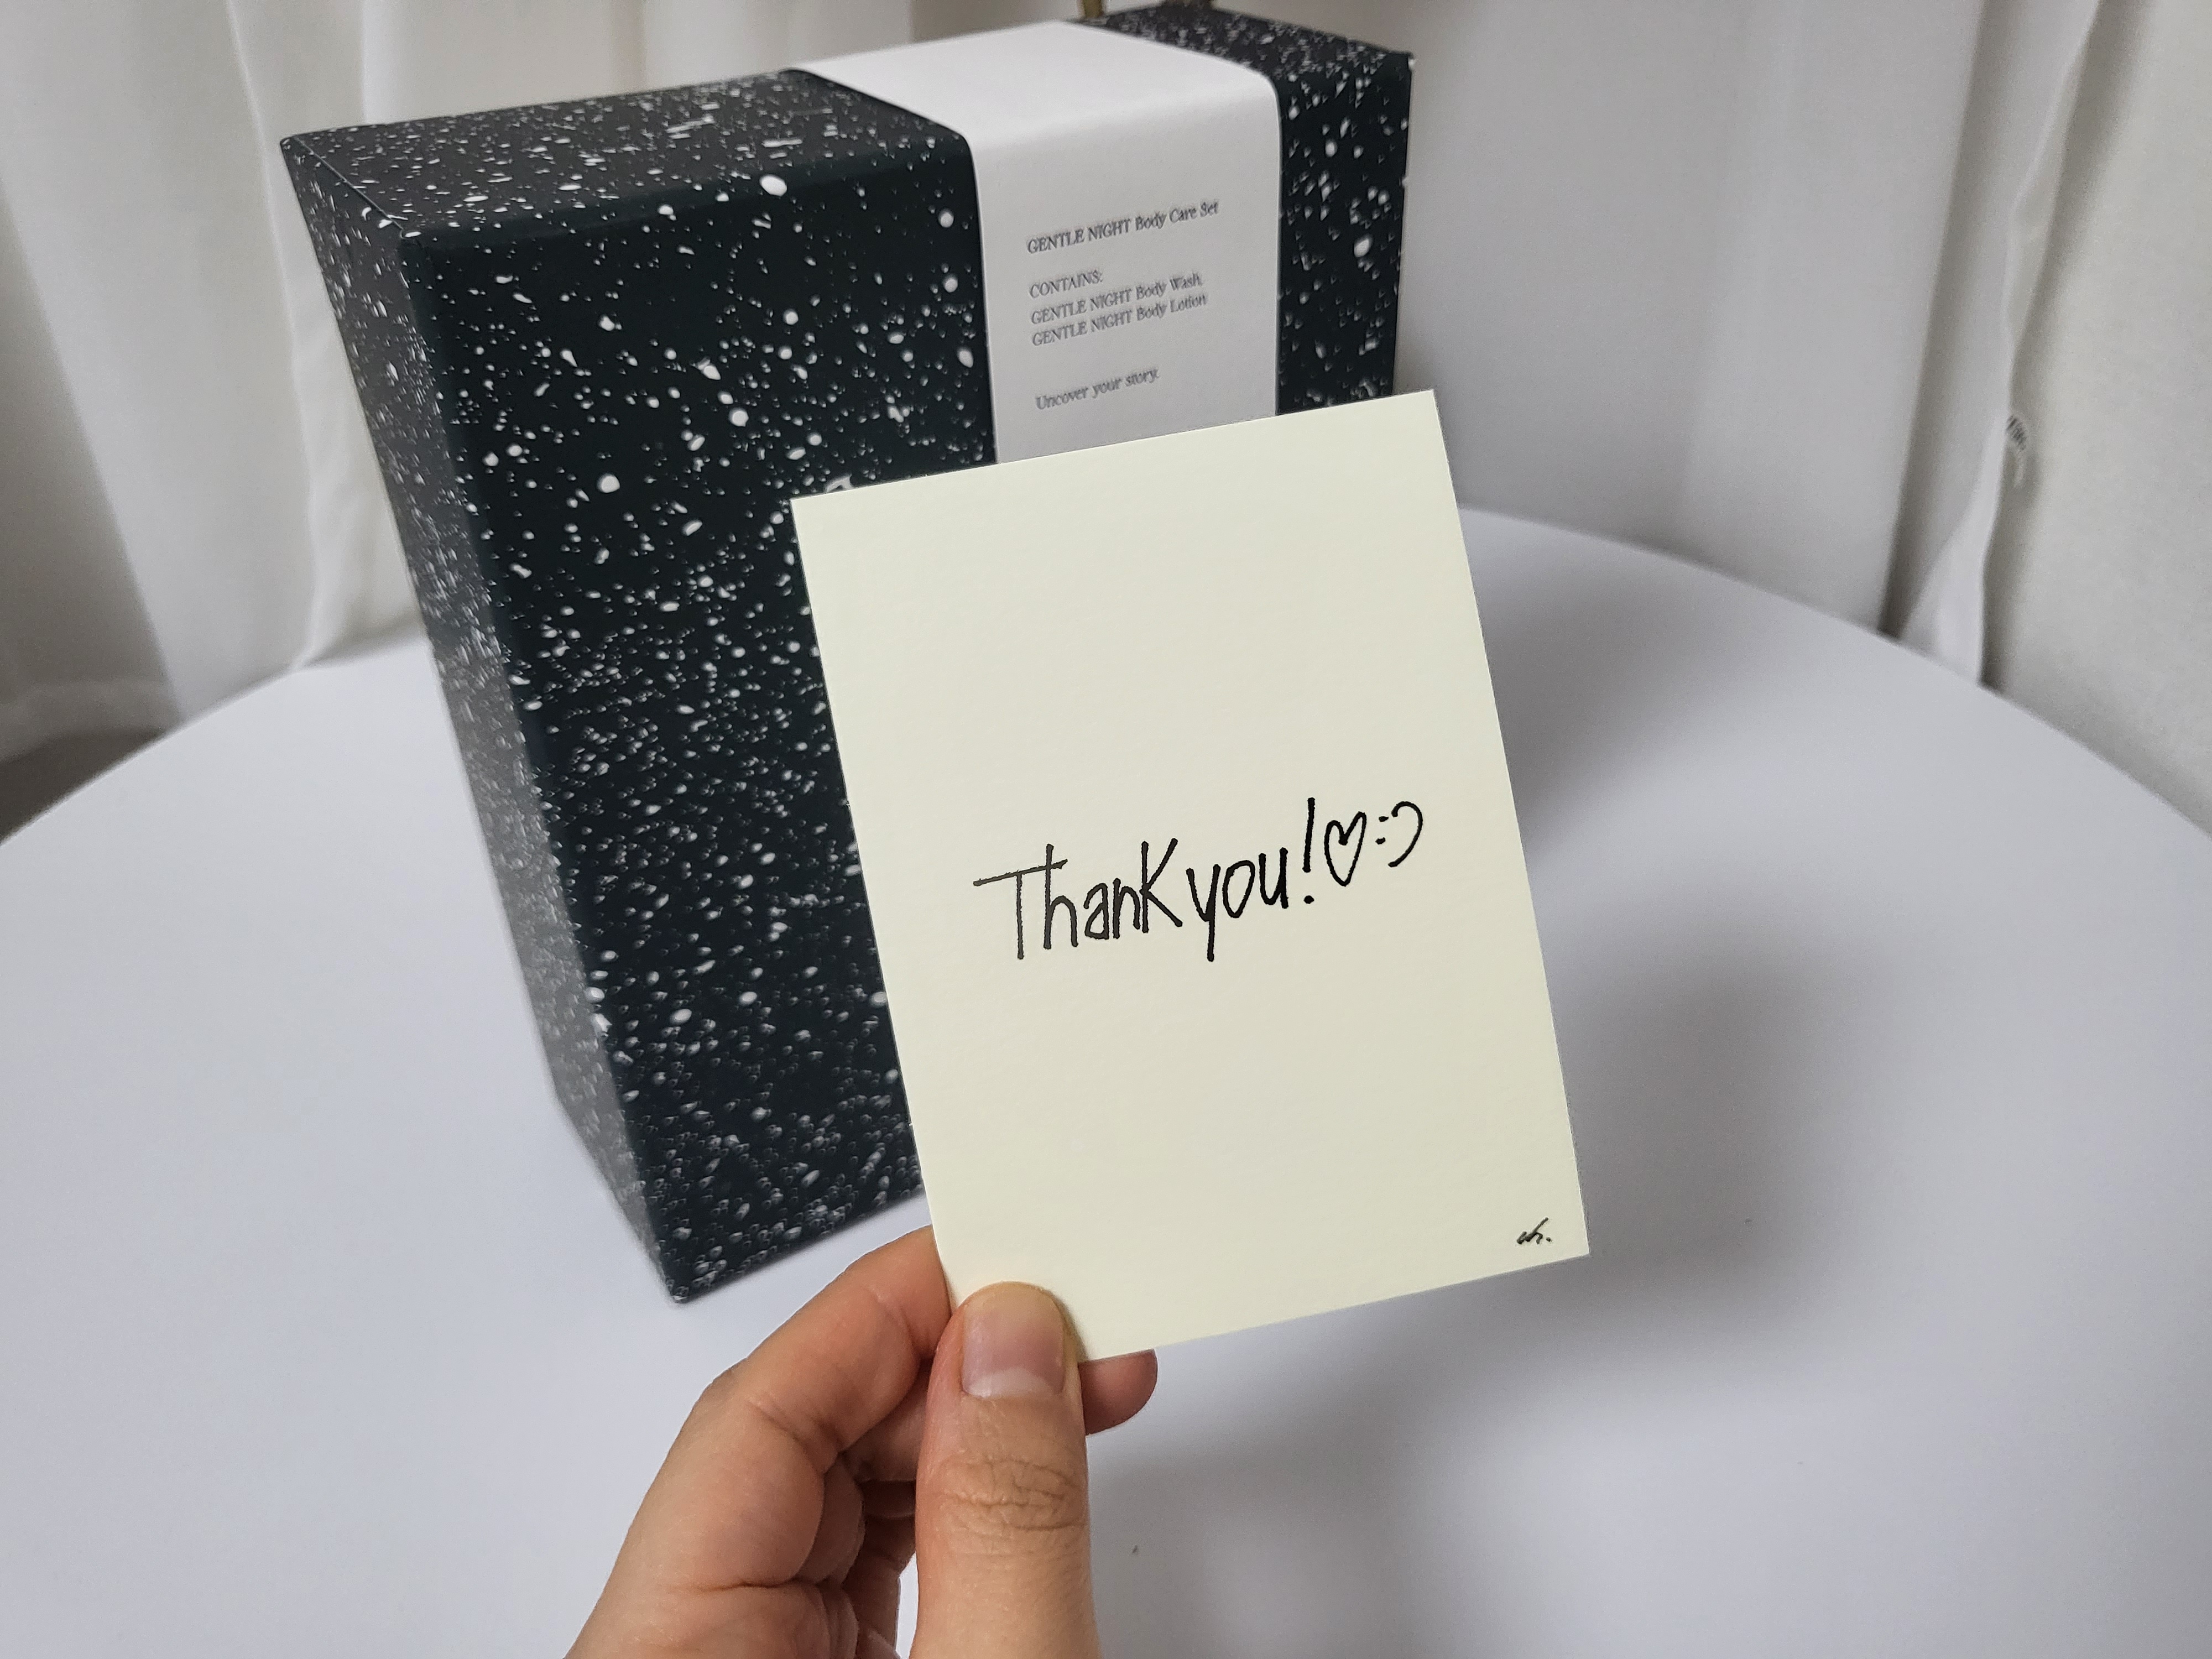 GENTLE NIGHT Body Care Set
CONTAINS:
GENTLE NIGHT Body Wash,
GENTLE NIGHT Body Lotion
Uncover your story.
Thank you!♡:)